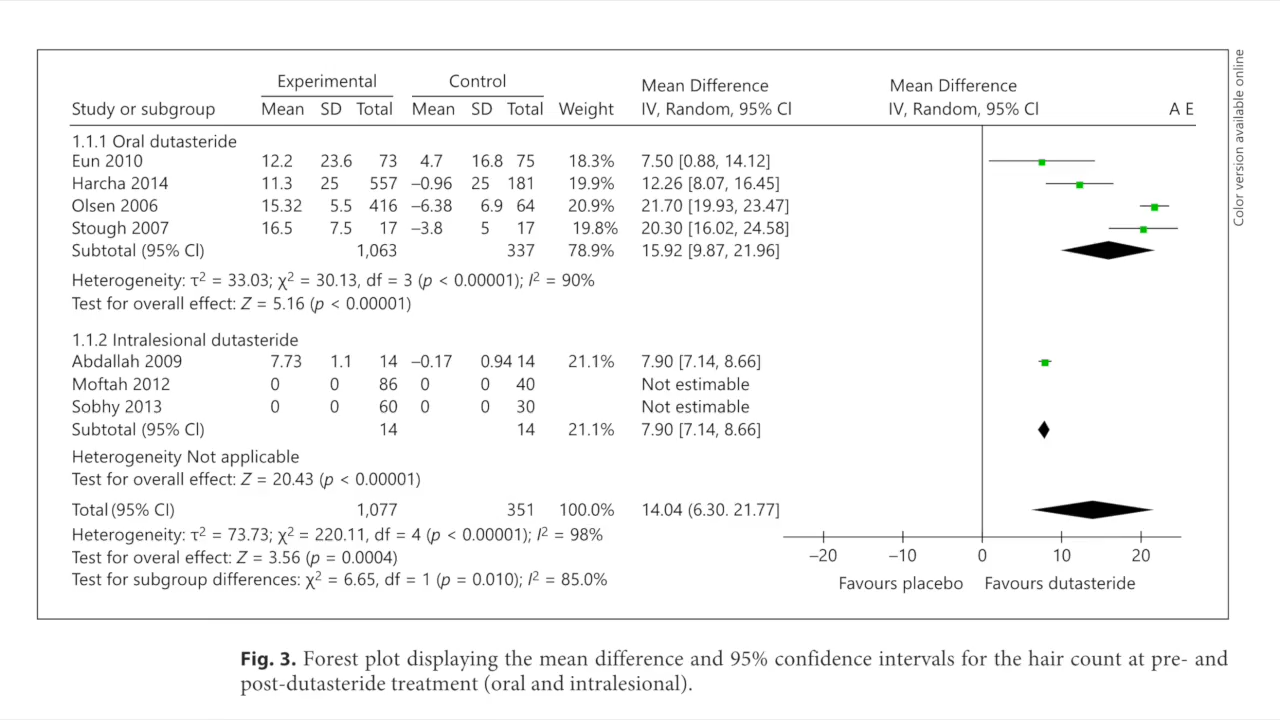 Experimental Control Mean Difference Mean Difference
Study or subgroup Mean SD Total Mean SD Total Weight IV, Random, 95% CI IV, Random, 95% CI A E
1.1.1 Oral dutasteride
Eun 2010 12.2 23.6 73 4.7 16.8 75 18.3% 7.50 [0.88, 14.12]
Harcha 2014 11.3 25 557 –0.96 25 181 19.9% 12.26 [8.07, 16.45]
Olsen 2006 15.32 5.5 416 –6.38 6.9 64 20.9% 21.70 [19.93, 23.47]
Stough 2007 16.5 7.5 17 –3.8 5 17 19.8% 20.30 [16.02, 24.58]
Subtotal (95% CI) 1,063 337 78.9% 15.92 [9.87, 21.96]
Heterogeneity: τ2 = 33.03; χ2 = 30.13, df = 3 (p < 0.00001); I2 = 90%
Test for overall effect: Z = 5.16 (p < 0.00001)
1.1.2 Intralesional dutasteride
Abdallah 2009 7.73 1.1 14 –0.17 0.94 14 21.1% 7.90 [7.14, 8.66]
Moftah 2012 0 0 86 0 0 40 Not estimable
Sobhy 2013 0 0 60 0 0 30 Not estimable
Subtotal (95% CI) 14 14 21.1% 7.90 [7.14, 8.66]
Heterogeneity Not applicable
Test for overall effect: Z = 20.43 (p < 0.00001)
Total (95% CI) 1,077 351 100.0% 14.04 (6.30. 21.77]
Heterogeneity: τ2 = 73.73; χ2 = 220.11, df = 4 (p < 0.00001); I2 = 98%
Test for overal effect: Z = 3.56 (p = 0.0004)
Test for subgroup differences: χ2 = 6.65, df = 1 (p = 0.010); I2 = 85.0%
–20 –10 0 10 20
Favours placebo Favours dutasteride
Color version available online
Fig. 3. Forest plot displaying the mean difference and 95% confidence intervals for the hair count at pre- and
post-dutasteride treatment (oral and intralesional).